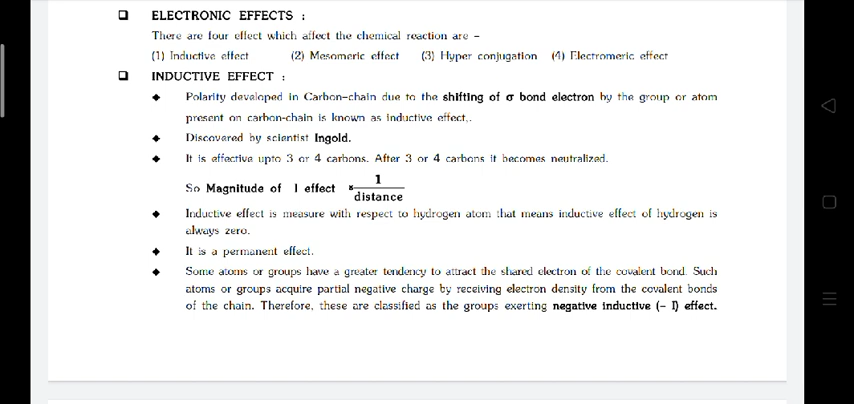 ❑ ELECTRONIC EFFECTS :
There are four effect which affect the chemical reaction are –
(1) Inductive effect (2) Mesomeric effect (3) Hyper conjugation (4) Electromeric effect
❑ INDUCTIVE EFFECT :
◆ Polarity developed in Carbon–chain due to the shifting of σ bond electron by the group or atom
present on carbon-chain is known as inductive effect,.
◆ Discovered by scientist Ingold.
◆ It is effective upto 3 or 4 carbons. After 3 or 4 carbons it becomes neutralized.
So Magnitude of I effect ∝ 1
distance
◆ Inductive effect is measure with respect to hydrogen atom that means inductive effect of hydrogen is
always zero.
◆ It is a permanent effect.
◆ Some atoms or groups have a greater tendency to attract the shared electron of the covalent bond. Such
atoms or groups acquire partial negative charge by receiving electron density from the covalent bonds
of the chain. Therefore, these are classified as the groups exerting negative inductive (– I) effect.